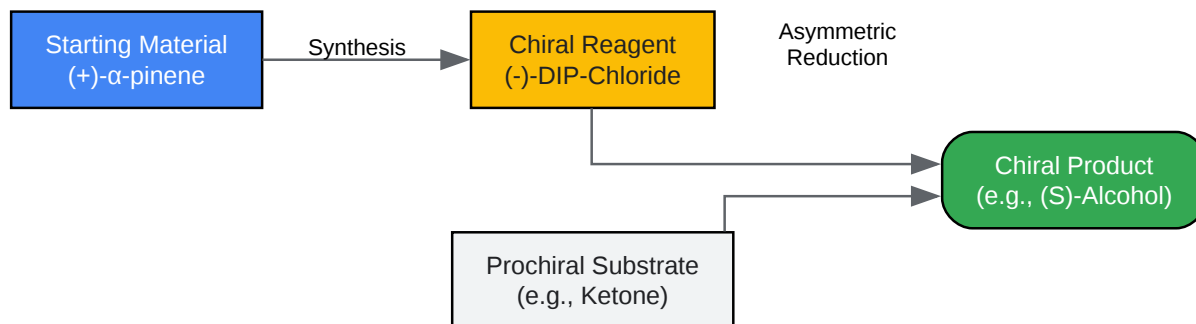 Starting Material
(+)-α-pinene
Synthesis
Chiral Reagent
(-)-DIP-Chloride
Asymmetric
Reduction
Chiral Product
(e.g., (S)-Alcohol)
Prochiral Substrate
(e.g., Ketone)